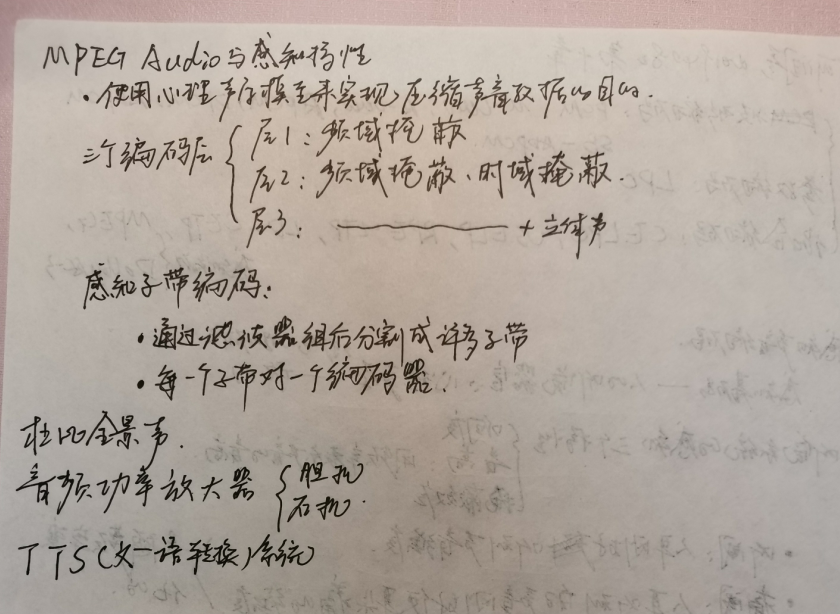 MPEG Audio与感知特性
·使用心理声学模型来实现压缩声音数据的目的.
三个编码层
层1:频域掩蔽
层2:频域掩蔽、时域掩蔽.
层3: + 立体声
感知子带编码:
·通过滤波器组后分割成许多子带
·每一个子带对一个编码器.
杜比全景声.
音频功率放大器
胆机
石机.
TTS(文一语转换)系统